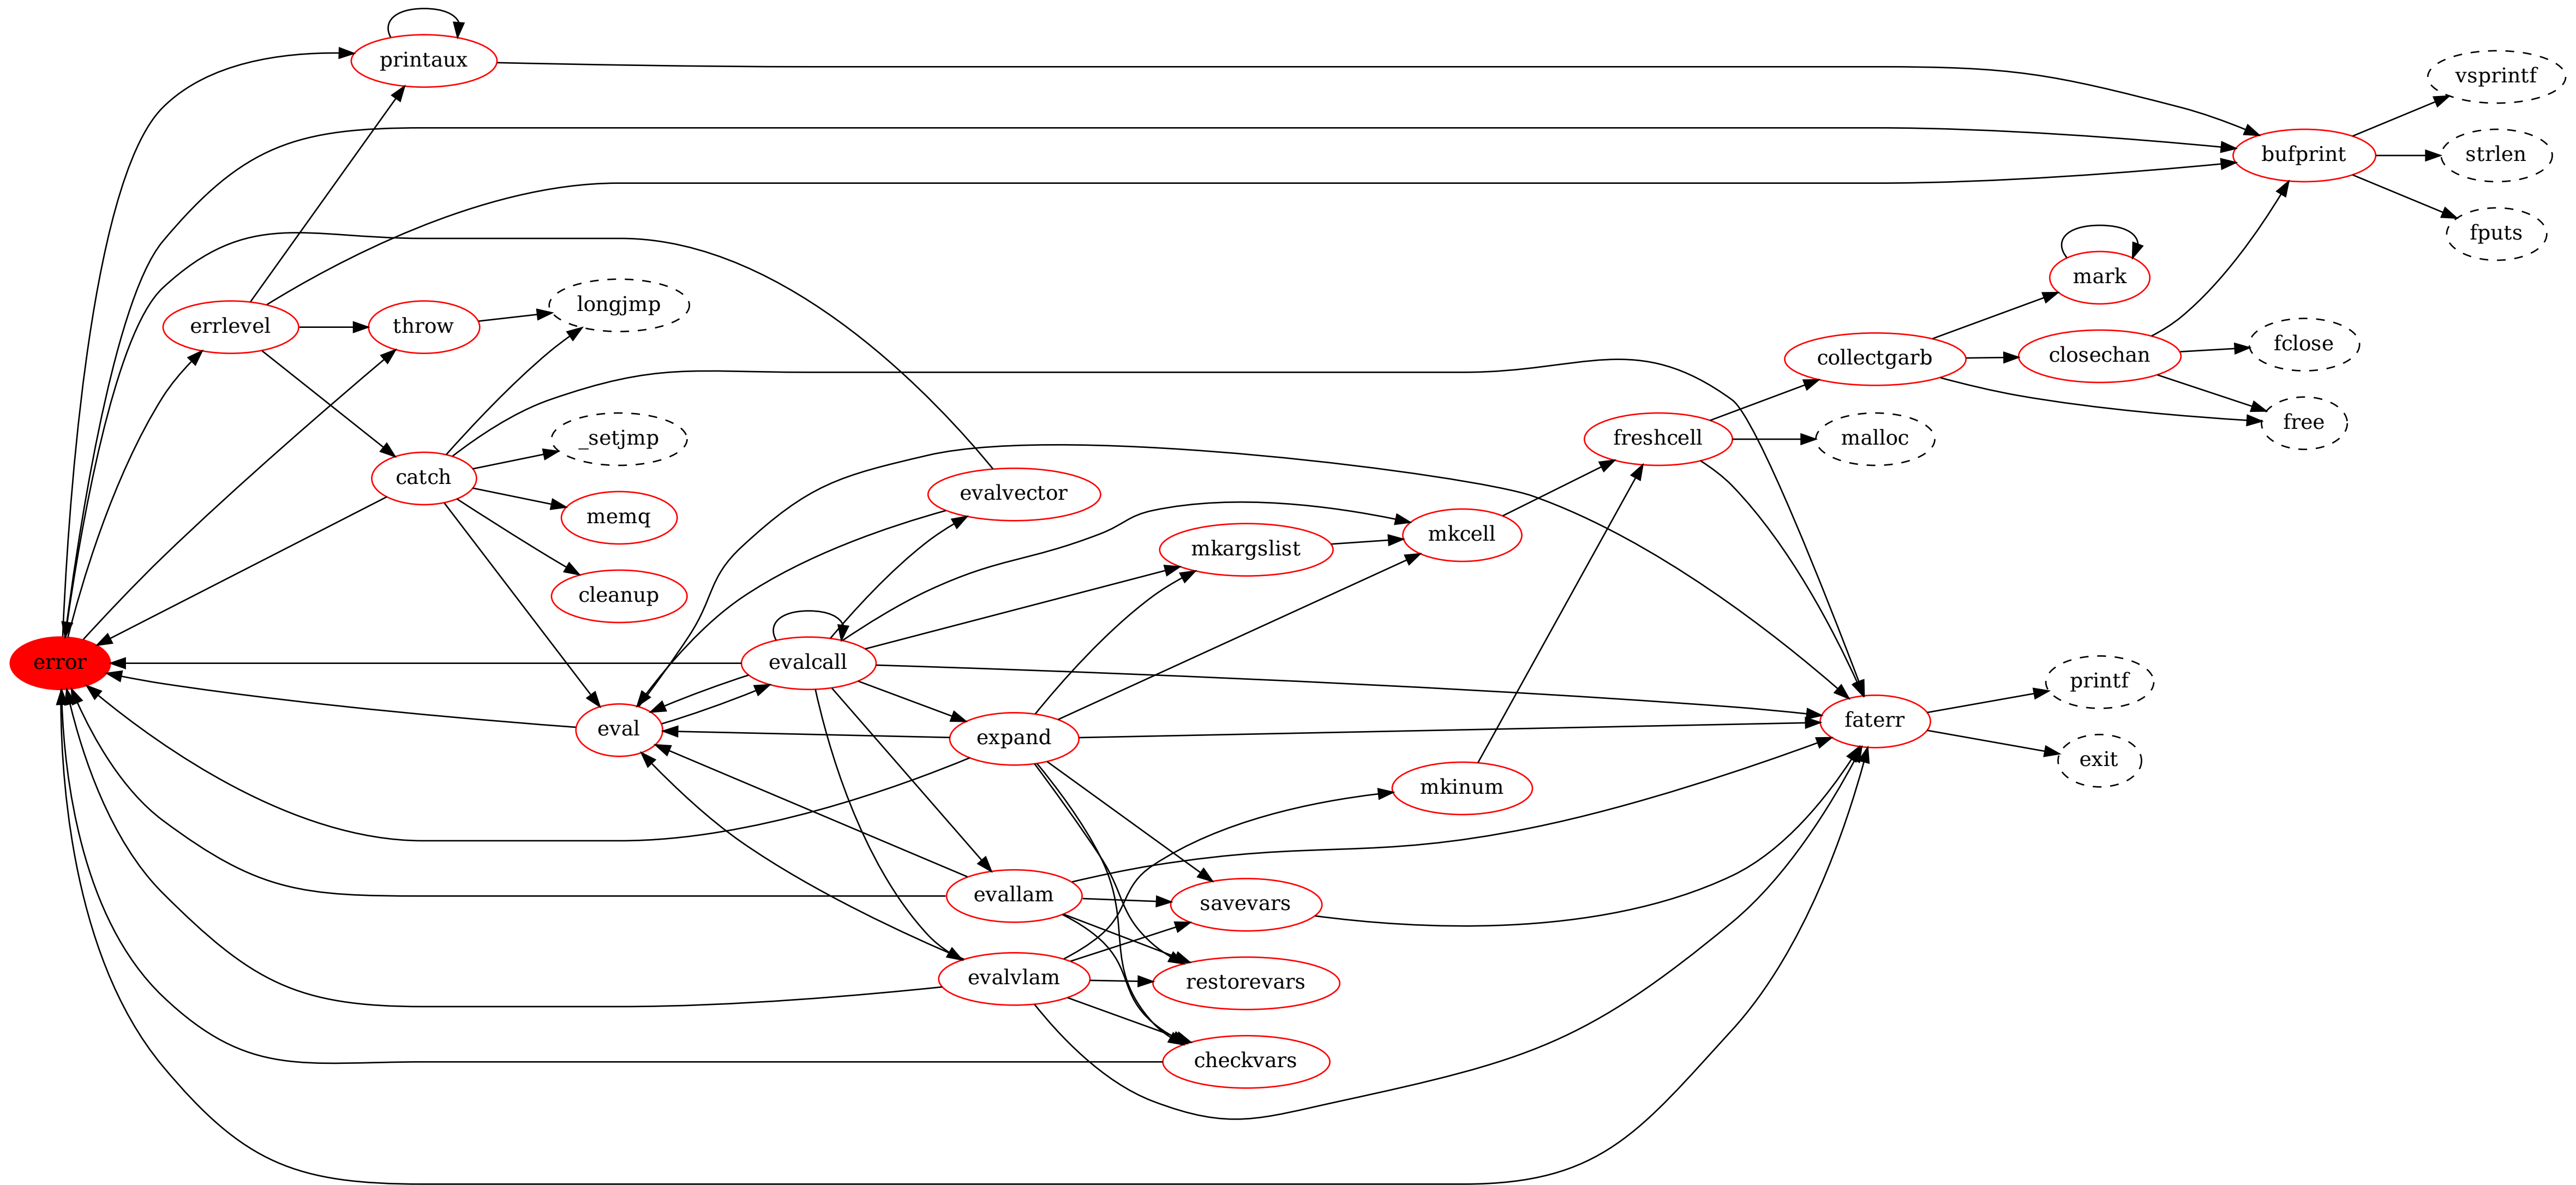 printaux
vsprintf
bufprint
strlen
fputs
mark
longjmp
errlevel
throw
fclose
closechan
collectgarb
free
_setjmp
freshcell
malloc
catch
evalvector
memq
mkcell
mkargslist
cleanup
error
evalcall
printf
eval
faterr
expand
exit
mkinum
evallam
savevars
evalvlam
restorevars
checkvars